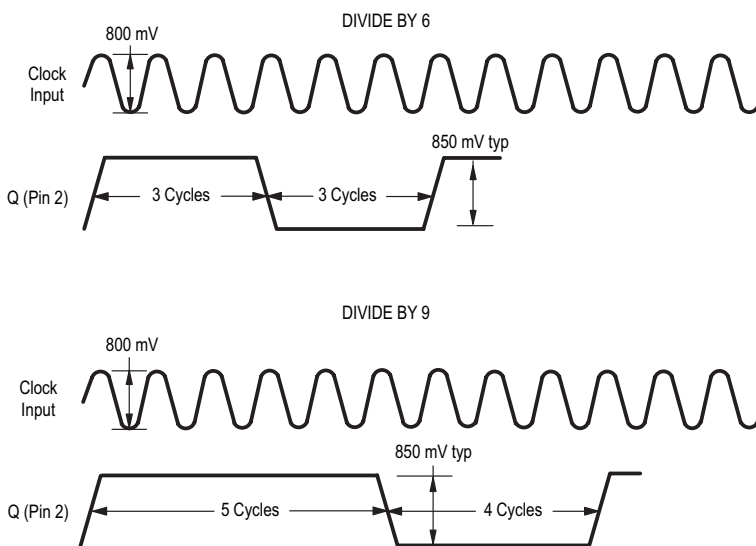 DIVIDE BY 6
800 mV
Clock
Input
850 mV typ
Q (Pin 2)
3 Cycles
3 Cycles
DIVIDE BY 9
800 mV
Clock
Input
850 mV typ
Q (Pin 2)
5 Cycles
4 Cycles